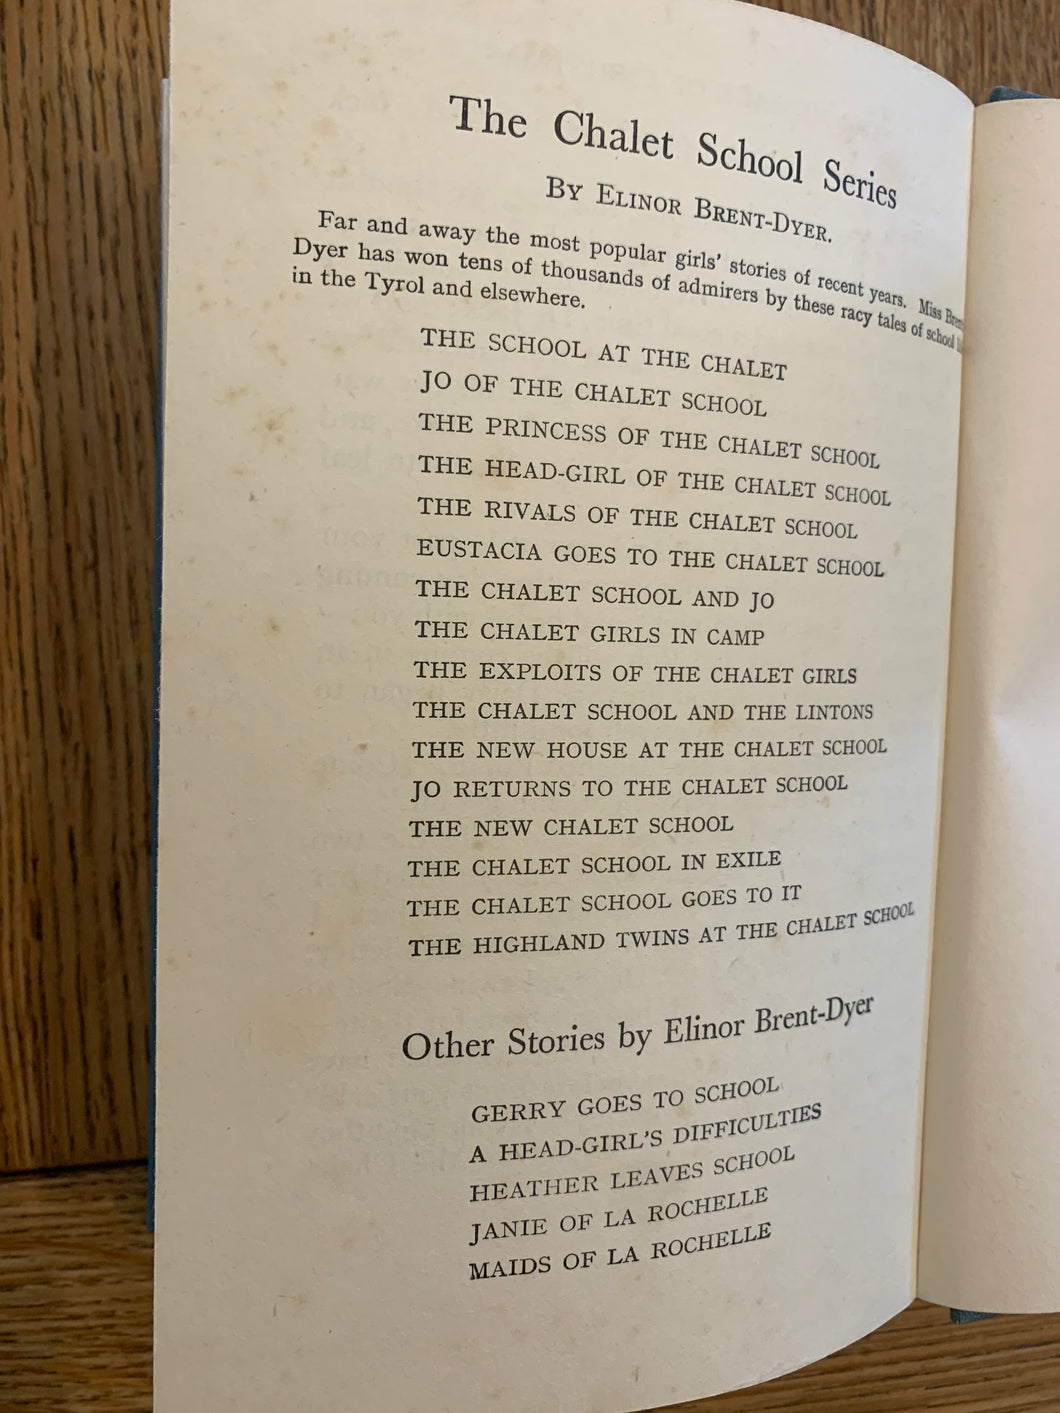 The Chalet School Series
BY ELINOR BRENT-DYER.
Far and away the most popular girls' stories of recent years. Miss
Dyer has won tens of thousands of admirers by these racy tales of school
in the Tyrol and elsewhere.
THE SCHOOL AT THE CHALET
JO OF THE CHALET SCHOOL
THE PRINCESS OF THE CHALET SCHOOL
THE HEAD-GIRL OF THE CHALET SCHOOL
THE RIVALS OF THE CHALET SCHOOL
EUSTACIA GOES TO THE CHALET SCHOOL
THE CHALET SCHOOL AND JO
THE CHALET GIRLS IN CAMP
THE EXPLOITS OF THE CHALET GIRLS
THE CHALET SCHOOL AND THE LINTONS
THE NEW HOUSE AT THE CHALET SCHOOL
JO RETURNS TO THE CHALET SCHOOL
THE NEW CHALET SCHOOL
THE CHALET SCHOOL IN EXILE
THE CHALET SCHOOL GOES TO IT
THE HIGHLAND TWINS AT THE CHALET SCHOOL
Other Stories by Elinor Brent-Dyer
GERRY GOES TO SCHOOL
A HEAD-GIRL'S DIFFICULTIES
HEATHER LEAVES SCHOOL
JANIE OF LA ROCHELLE
MAIDS OF LA ROCHELLE